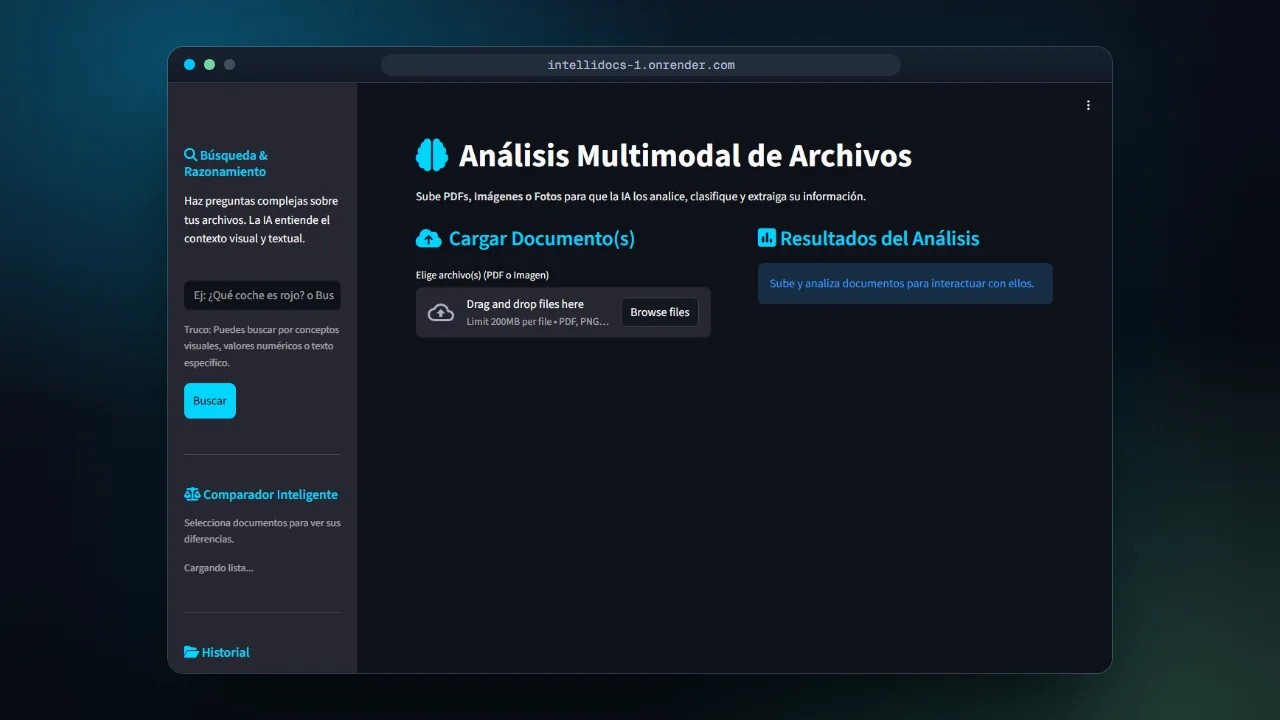 intellidocs-1.onrender.com
Búsqueda &
Razonamiento
Haz preguntas complejas sobre
tus archivos. La IA entiende el
contexto visual y textual.
Ej: ¿Qué coche es rojo? o Bus
Truco: Puedes buscar por conceptos
visuales, valores numéricos o texto
específico.
Buscar
Comparador Inteligente
Selecciona documentos para ver sus
diferencias.
Cargando lista...
Historial
Análisis Multimodal de Archivos
Sube PDFs, Imágenes o Fotos para que la IA los analice, clasifique y extraiga su información.
Cargar Documento(s)
Elige archivo(s) (PDF o Imagen)
Drag and drop files here
Limit 200MB per file • PDF, PNG...
Browse files
Resultados del Análisis
Sube y analiza documentos para interactuar con ellos.